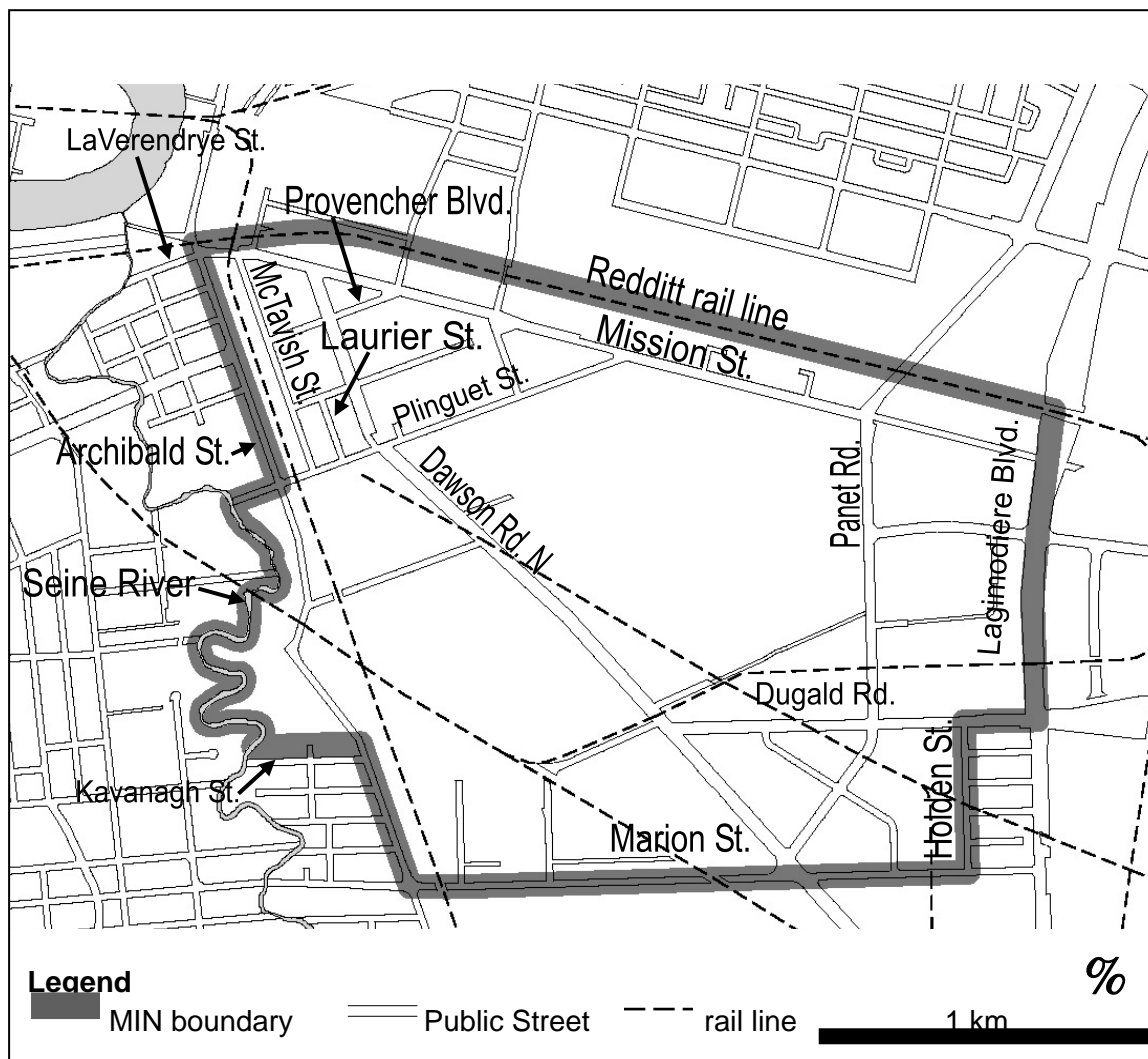 LaVerendrye St.
Provencher Blvd.
Redditt rail line
McTavish St.
Laurier St.
Mission St.
Plinguet St.
Archibald St.
Dawson Rd. N
Panet Rd.
Lagimodiere Blvd.
Seine River
Dugald Rd.
Kavanagh St.
Holden St.
Marion St.
Legend
%
MIN boundary
Public Street
rail line
1 km